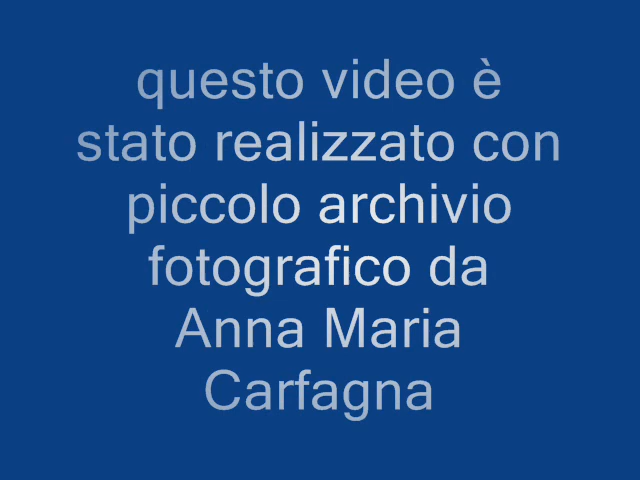 questo video è
stato realizzato con
piccolo archivio
fotografico da
Anna Maria
Carfagna